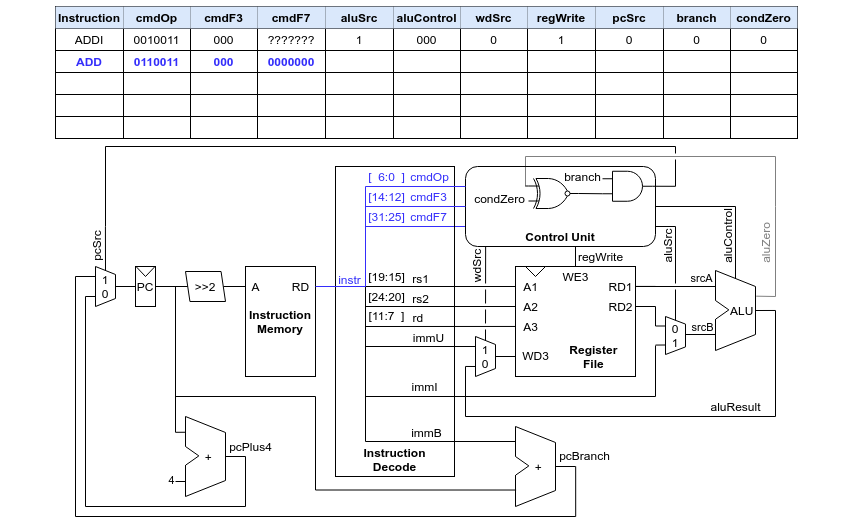 Instruction cmdOp cmdF3 cmdF7 aluSrc aluControl wdSrc regWrite pcSrc branch condZero
ADDI 0010011 000 ??????? 1 000 0 1 0 0 0
ADD 0110011 000 0000000
[ 6:0 ] cmdOp
[14:12] cmdF3
[31:25] cmdF7
branch
condZero
Control Unit
pcSrc
wdSrc
regWrite
aluSrc
aluControl
aluZero
1
0
PC
>>2
A RD
Instruction
Memory
instr
[19:15] rs1
[24:20] rs2
[11:7 ] rd
immU
immI
immB
Instruction
Decode
1
0
WE3
A1 RD1
A2 RD2
A3
WD3
Register
File
0
1
srcA
srcB
ALU
aluResult
4
+
pcPlus4
+
pcBranch